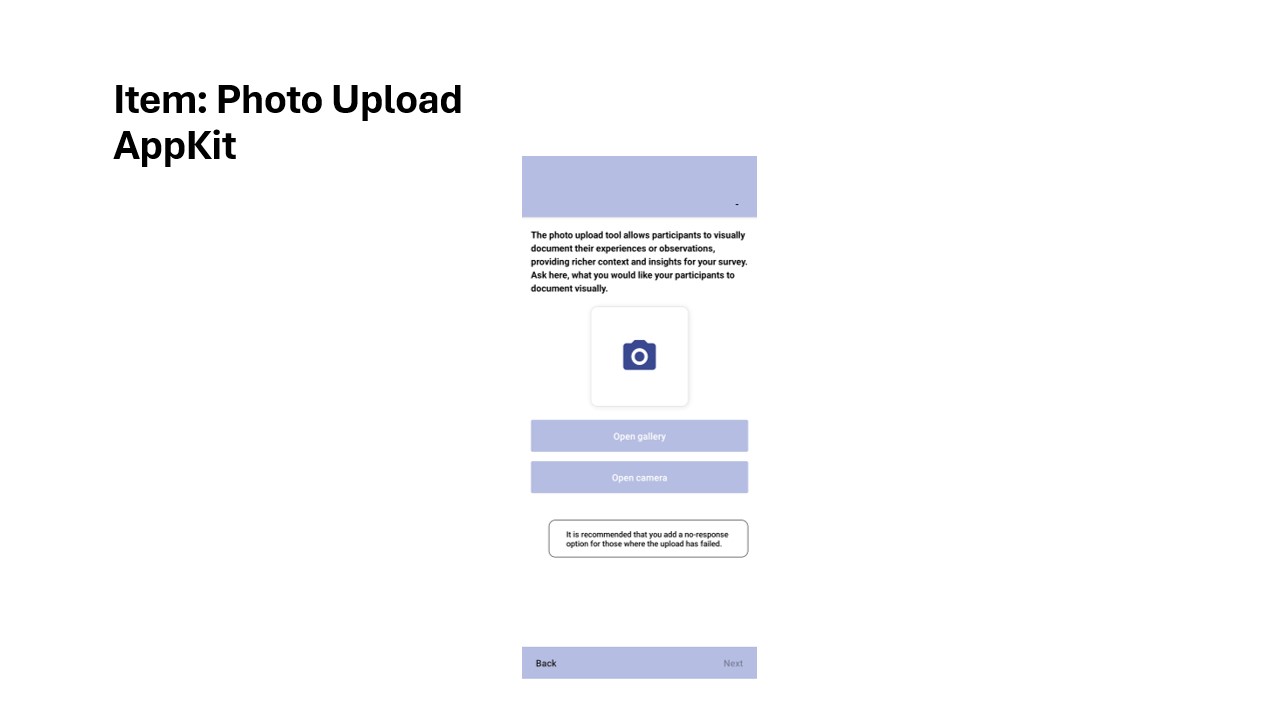 Item: Photo Upload
AppKit
-
The photo upload tool allows participants to visually
document their experiences or observations,
providing richer context and insights for your survey.
Ask here, what you would like your participants to
document visually.
Open gallery
Open camera
It is recommended that you add a no-response
option for those where the upload has failed.
Back
Next